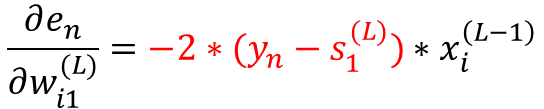 ∂e_n / ∂w_{i1}^{(L)} = −2 * (y_n − s_1^{(L)}) * x_i^{(L−1)}